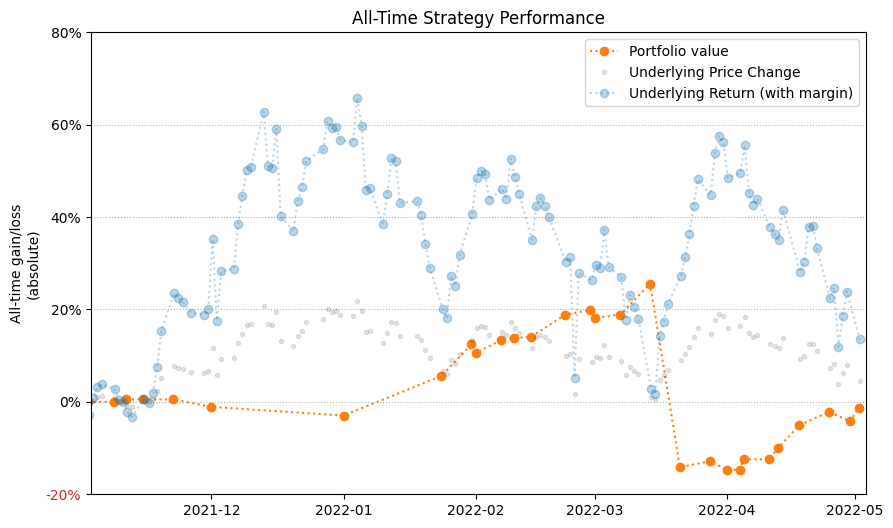 All-Time Strategy Performance
80%
60%
40%
20%
0%
-20%
All-time gain/loss
(absolute)
Portfolio value
Underlying Price Change
Underlying Return (with margin)
2021-12
2022-01
2022-02
2022-03
2022-04
2022-05